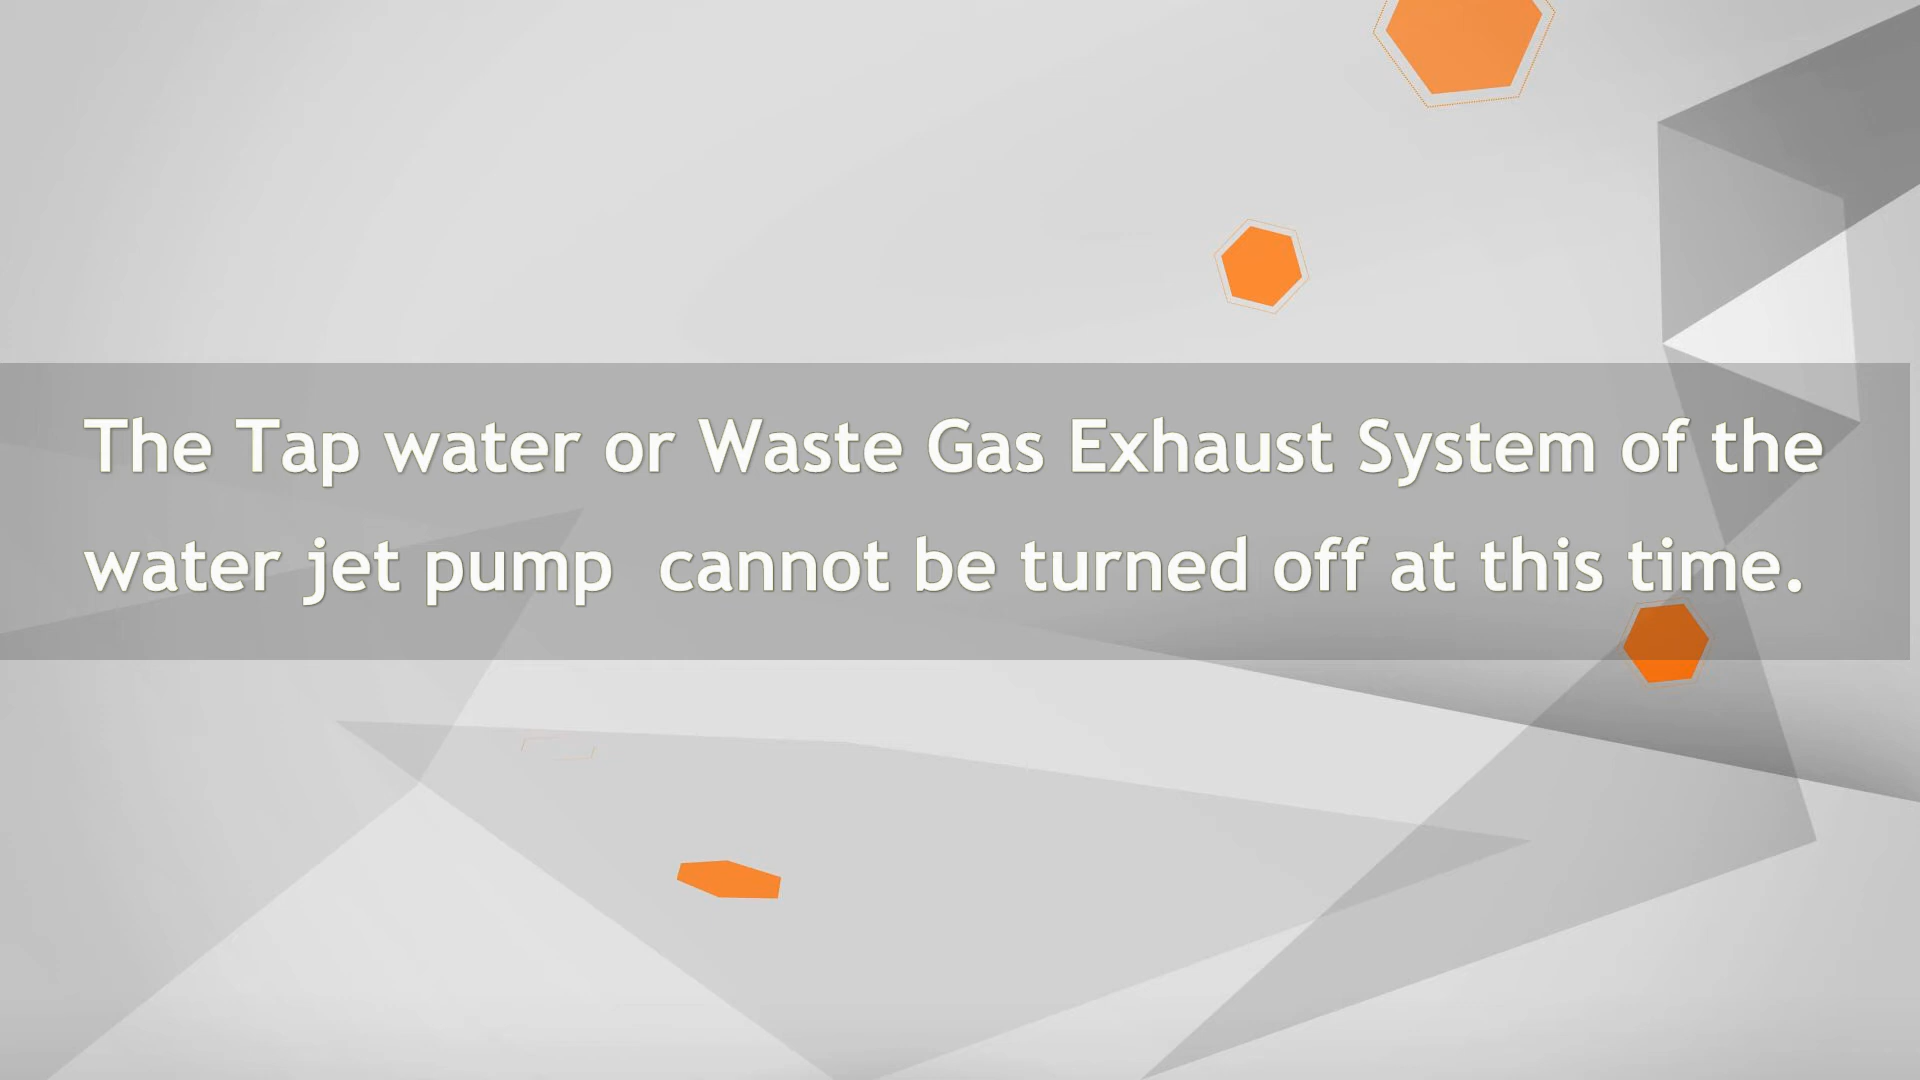 The Tap water or Waste Gas Exhaust System of the
water jet pump  cannot be turned off at this time.